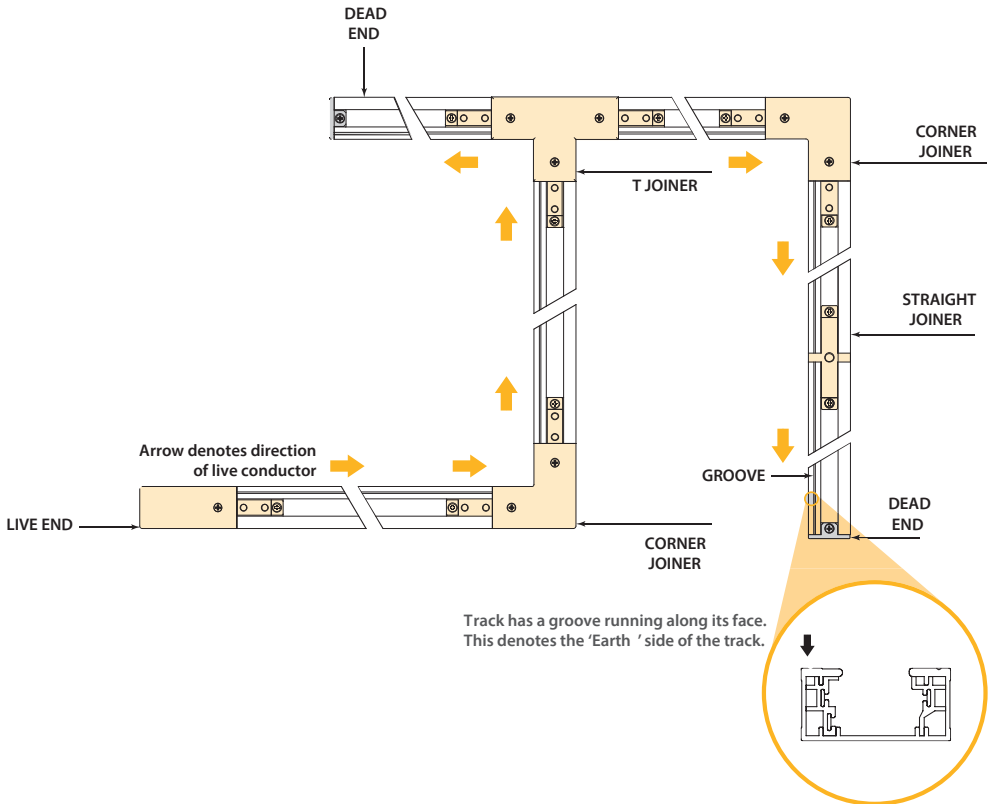 DEAD
END
CORNER
JOINER
T JOINER
STRAIGHT
JOINER
Arrow denotes direction
of live conductor
GROOVE
LIVE END
DEAD
END
CORNER
JOINER
Track has a groove running along its face.
This denotes the ‘Earth ’ side of the track.